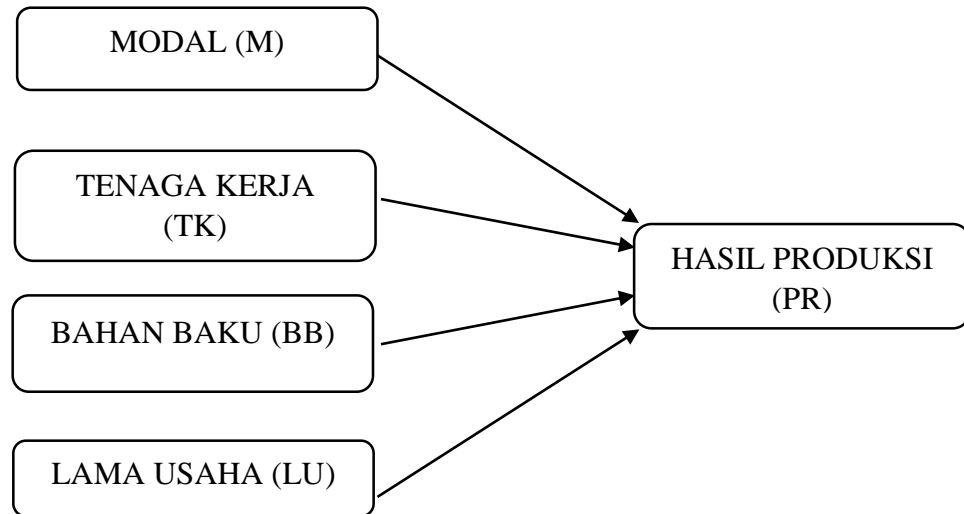 MODAL (M)
TENAGA KERJA
(TK)
BAHAN BAKU (BB)
LAMA USAHA (LU)
HASIL PRODUKSI
(PR)